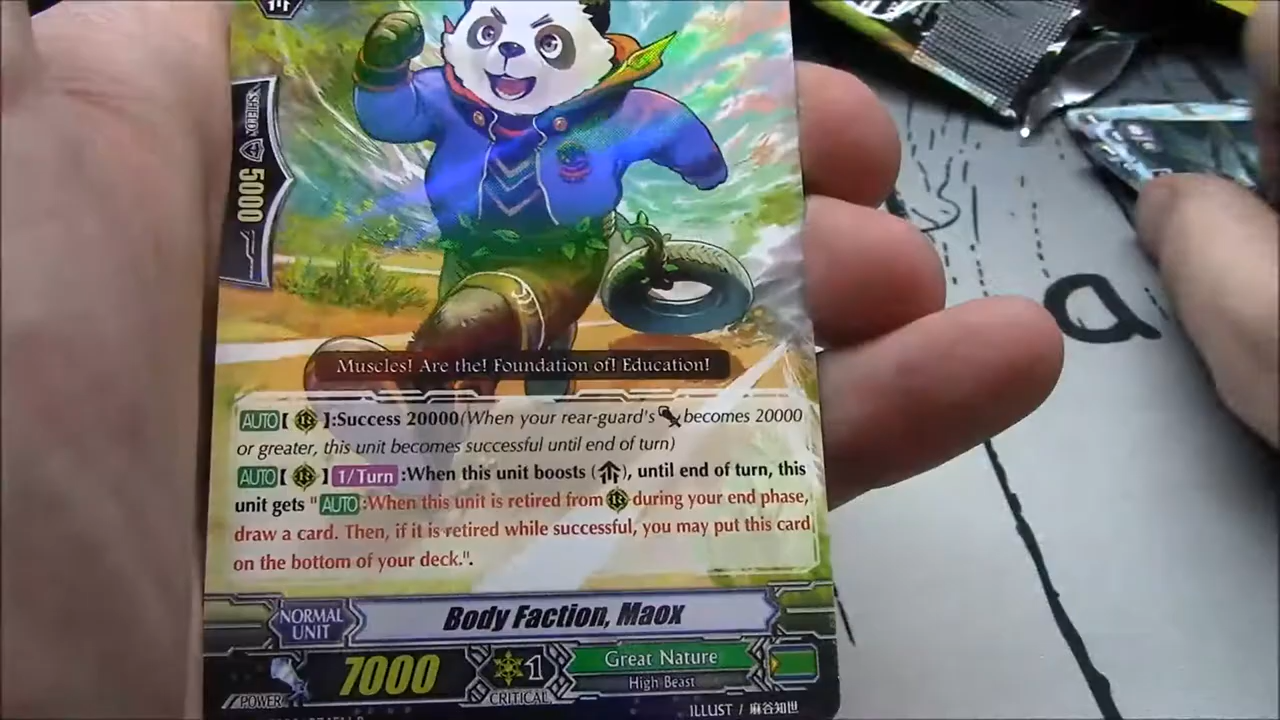 SHIELD
5000
Muscles! Are the! Foundation of! Education!
AUTO【 】:Success 20000(When your rear-guard's becomes 20000
or greater, this unit becomes successful until end of turn)
AUTO【 】1/Turn:When this unit boosts ( ), until end of turn, this
unit gets "AUTO:When this unit is retired from during your end phase,
draw a card. Then, if it is retired while successful, you may put this card
on the bottom of your deck.".
NORMAL
UNIT
Body Faction, Maox
POWER
7000
1
CRITICAL
Great Nature
High Beast
ILLUST / 麻谷知世
a